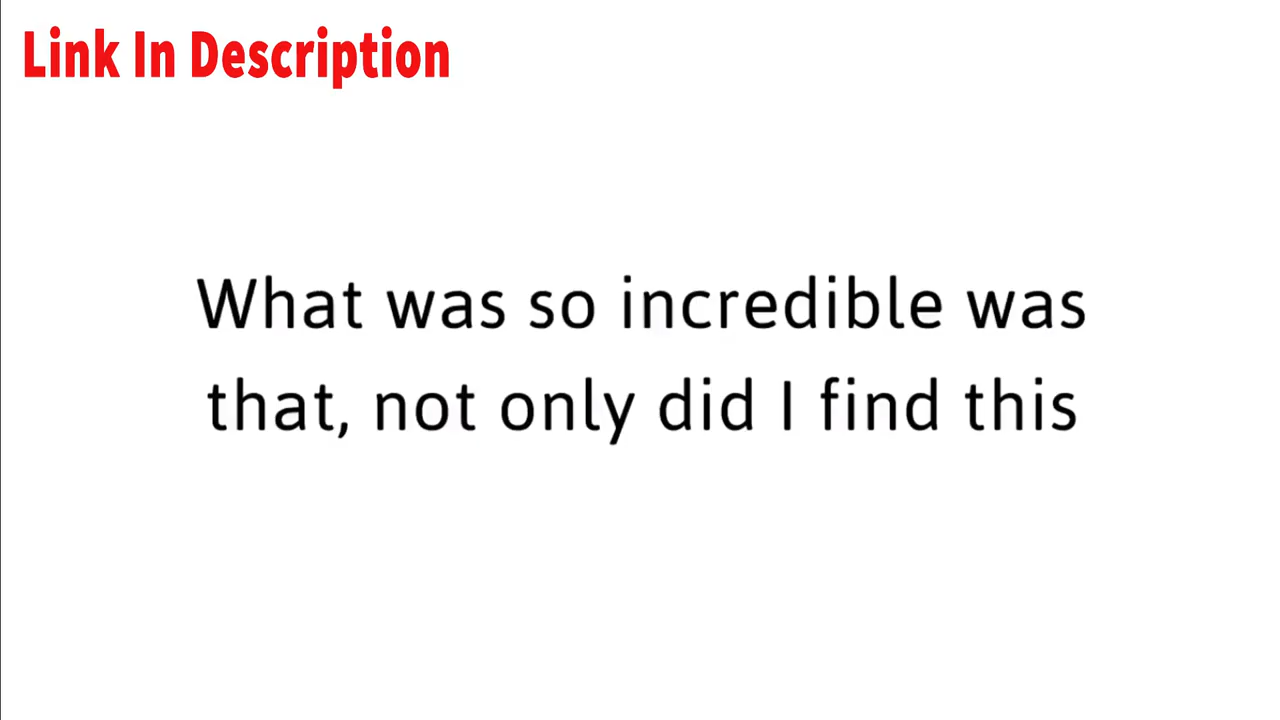 Link In Description
What was so incredible was
that, not only did I find this